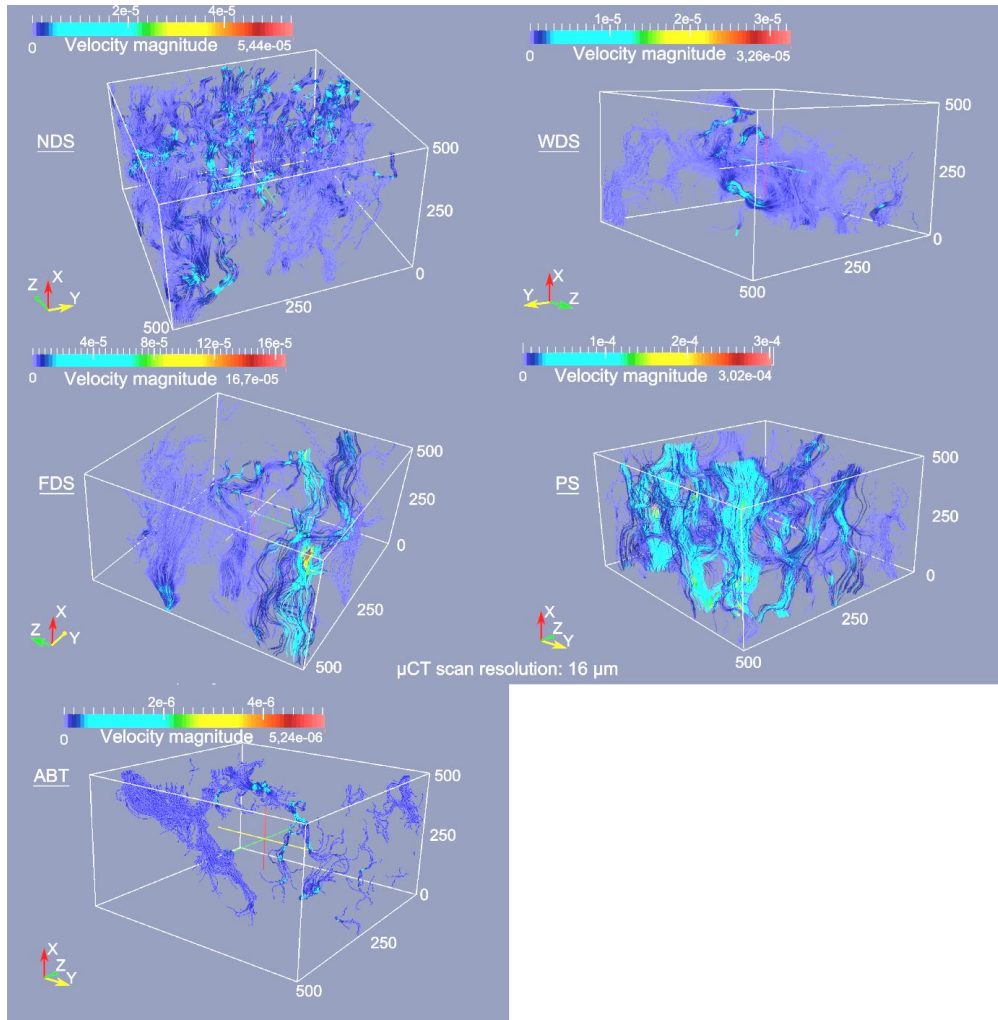 2e-5 4e-5
0 Velocity magnitude 5,44e-05
NDS
500
250
0
250
500
X
Z Y
1e-5 2e-5 3e-5
0 Velocity magnitude 3,26e-05
WDS
500
250
0
250
500
X
Y Z
4e-5 8e-5 12e-5 16e-5
0 Velocity magnitude 16,7e-05
FDS
500
250
0
250
500
X
Z Y
1e-4 2e-4 3e-4
0 Velocity magnitude 3,02e-04
PS
500
250
0
250
500
X
Z
Y
µCT scan resolution: 16 µm
2e-6 4e-6
0 Velocity magnitude 5,24e-06
ABT
500
250
0
250
500
X
Z
Y